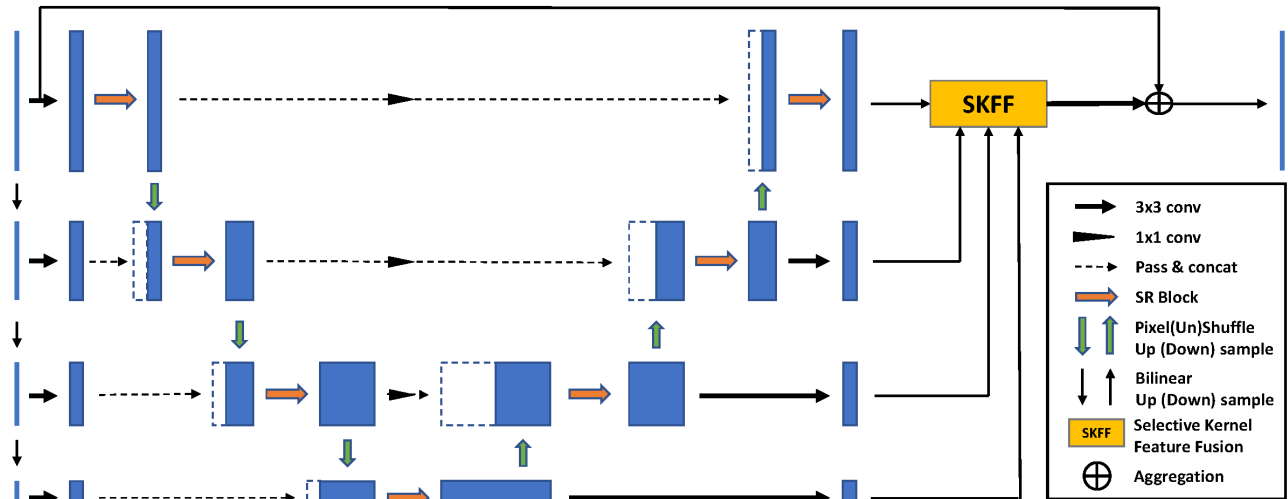 SKFF
3x3 conv
1x1 conv
Pass & concat
SR Block
Pixel(Un)Shuffle
Up (Down) sample
Bilinear
Up (Down) sample
SKFF
Selective Kernel
Feature Fusion
Aggregation